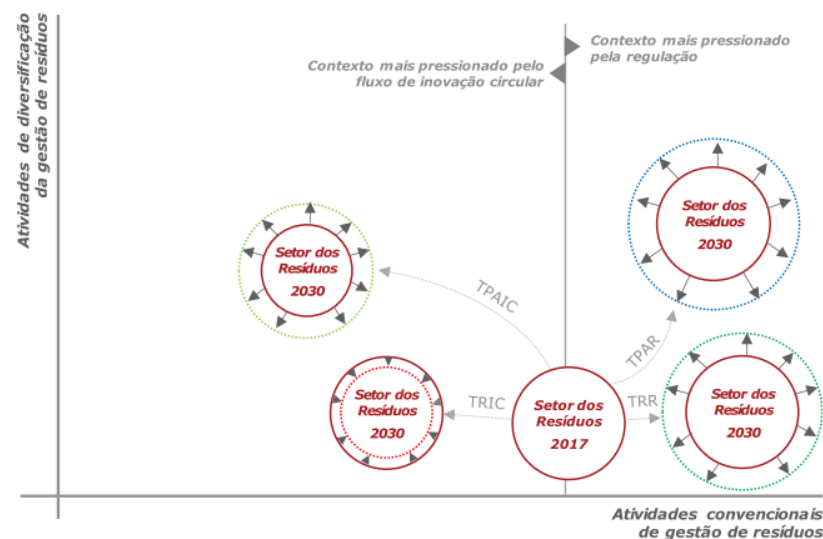 Atividades de diversificação
da gestão de resíduos
Contexto mais pressionado
pela regulação
Contexto mais pressionado pelo
fluxo de inovação circular
Setor dos
Resíduos
2030
Setor dos
Resíduos
2030
TPAIC
TPAR
Setor dos
Resíduos
2030
TRIC
Setor dos
Resíduos
2017
TRR
Setor dos
Resíduos
2030
Atividades convencionais
de gestão de resíduos